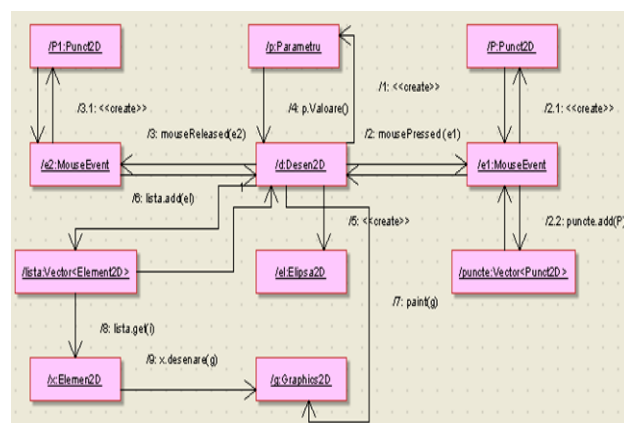 /P1:Punct2D
/p:Parametru
/P:Punct2D
/1: <<create>>
/3.1: <<create>>
/4: p.Valoare()
/2.1: <<create>>
/3: mouseReleased(e2)
/2: mousePressed(e1)
/e2:MouseEvent
/d:Desen2D
/e1:MouseEvent
/6: lista.add(el)
/5: <<create>>
/2.2: puncte.add(P)
/lista:Vector<Element2D>
/el:Elipsa2D
/puncte:Vector<Punct2D>
/7: paint(g)
/8: lista.get(i)
/9: x.desenare(g)
/x:Elemen2D
/g:Graphics2D